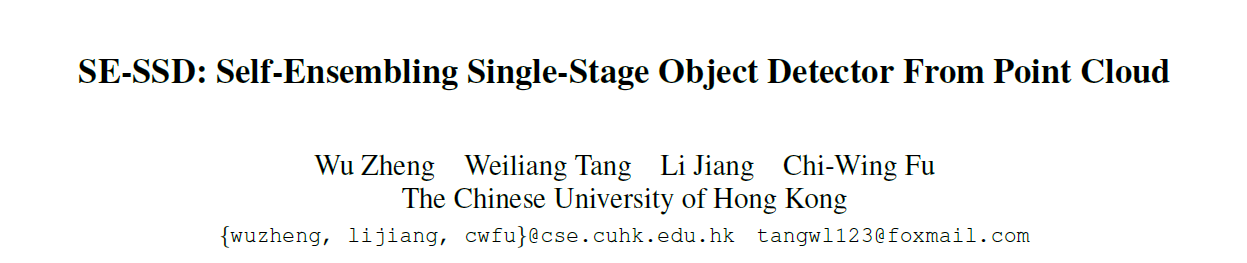 SE-SSD: Self-Ensembling Single-Stage Object Detector From Point Cloud
Wu Zheng Weiliang Tang Li Jiang Chi-Wing Fu
The Chinese University of Hong Kong
{wuzheng, lijiang, cwfu}@cse.cuhk.edu.hk tangwl123@foxmail.com